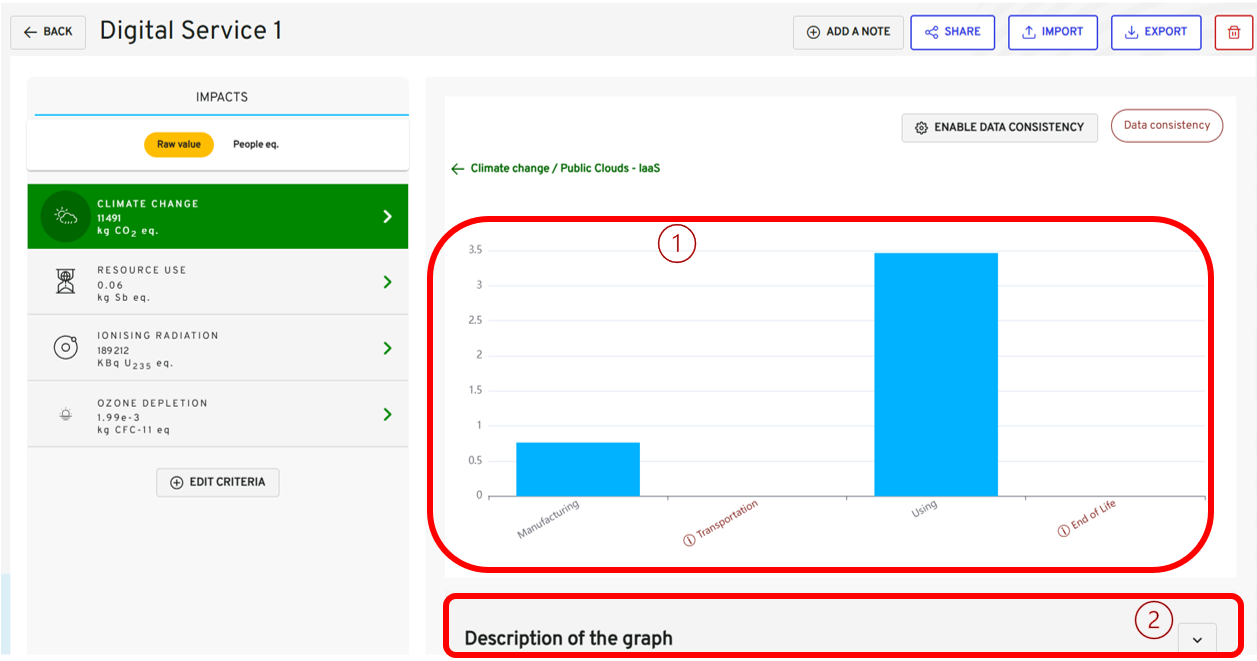 BACK
Digital Service 1
ADD A NOTE
SHARE
IMPORT
EXPORT
IMPACTS
Raw value
People eq.
CLIMATE CHANGE
11491
kg CO2 eq.
RESOURCE USE
0.06
kg Sb eq.
IONISING RADIATION
189212
KBq U235 eq.
OZONE DEPLETION
1.99e-3
kg CFC-11 eq
EDIT CRITERIA
ENABLE DATA CONSISTENCY
Data consistency
Climate change / Public Clouds - IaaS
1
3.5
3
2.5
2
1.5
1
0.5
0
Manufacturing
Transportation
Using
End of Life
2
Description of the graph